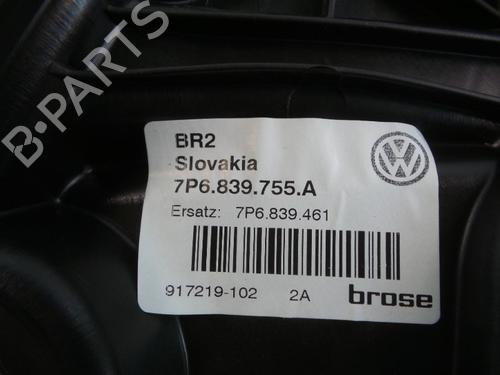 B-PARTS
BR2
Slovakia
7P6.839.755.A
Ersatz: 7P6.839.461
917219-102 2A brose